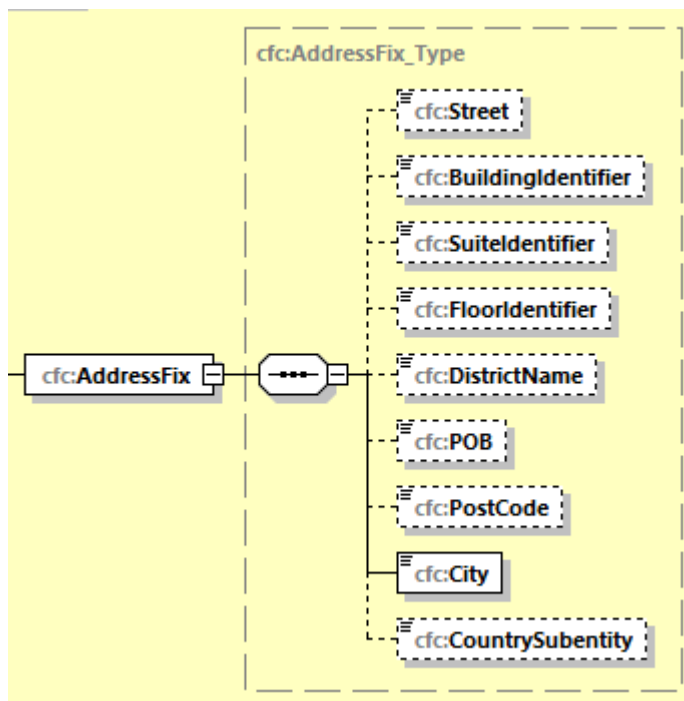 cfc:AddressFix_Type
cfc:Street
cfc:BuildingIdentifier
cfc:SuiteIdentifier
cfc:FloorIdentifier
cfc:AddressFix
cfc:DistrictName
cfc:POB
cfc:PostCode
cfc:City
cfc:CountrySubentity